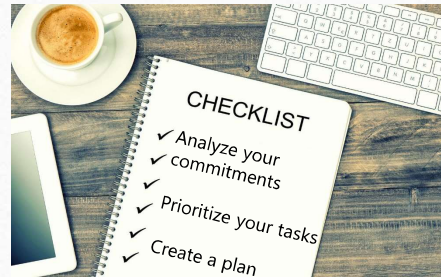 CHECKLIST
✓ Analyze your
✓ commitments
✓
✓ Prioritize your tasks
✓
✓ Create a plan